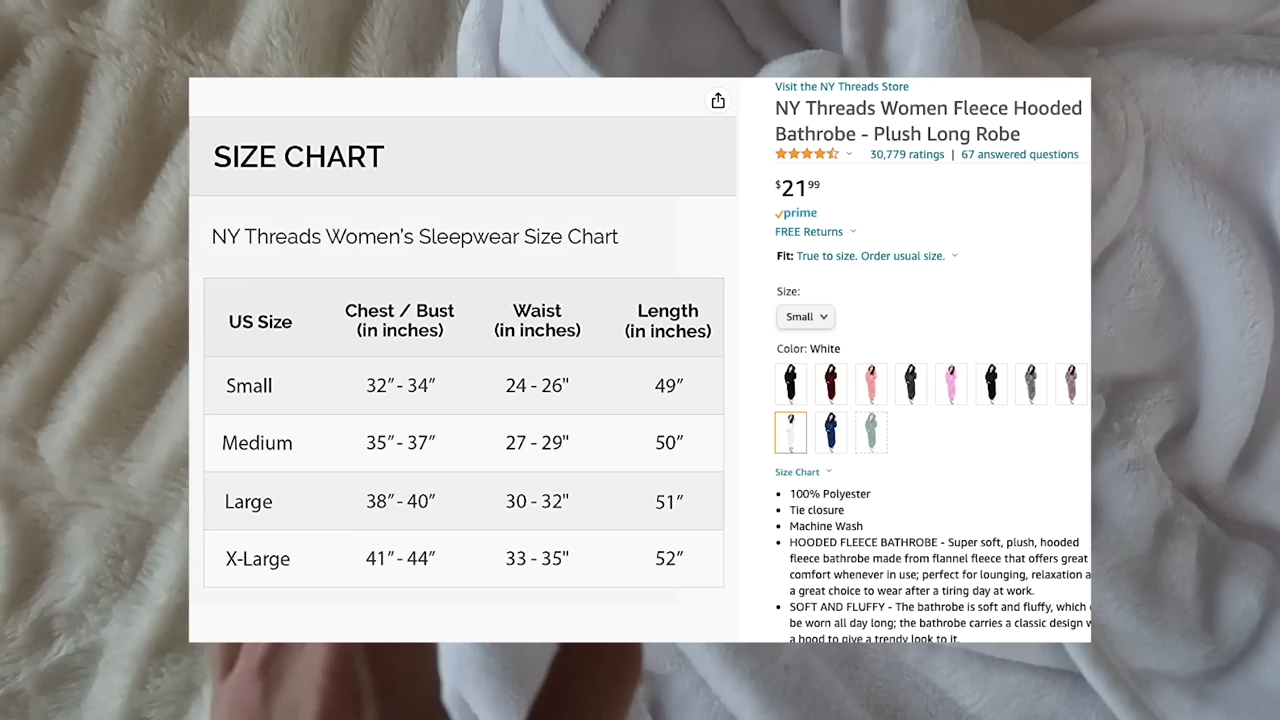 SIZE CHART
NY Threads Women's Sleepwear Size Chart
US Size Chest / Bust (in inches) Waist (in inches) Length (in inches)
Small 32” - 34” 24 - 26" 49”
Medium 35” - 37” 27 - 29" 50”
Large 38” - 40” 30 - 32" 51”
X-Large 41” - 44” 33 - 35" 52”
Visit the NY Threads Store
NY Threads Women Fleece Hooded
Bathrobe - Plush Long Robe
30,779 ratings | 67 answered questions
$21 99
prime
FREE Returns
Fit: True to size. Order usual size.
Size:
Small
Color: White
Size Chart
• 100% Polyester
• Tie closure
• Machine Wash
• HOODED FLEECE BATHROBE - Super soft, plush, hooded
fleece bathrobe made from flannel fleece that offers great
comfort whenever in use; perfect for lounging, relaxation a
a great choice to wear after a tiring day at work.
• SOFT AND FLUFFY - The bathrobe is soft and fluffy, which
be worn all day long; the bathrobe carries a classic design
a hood to give a trendy look to it.